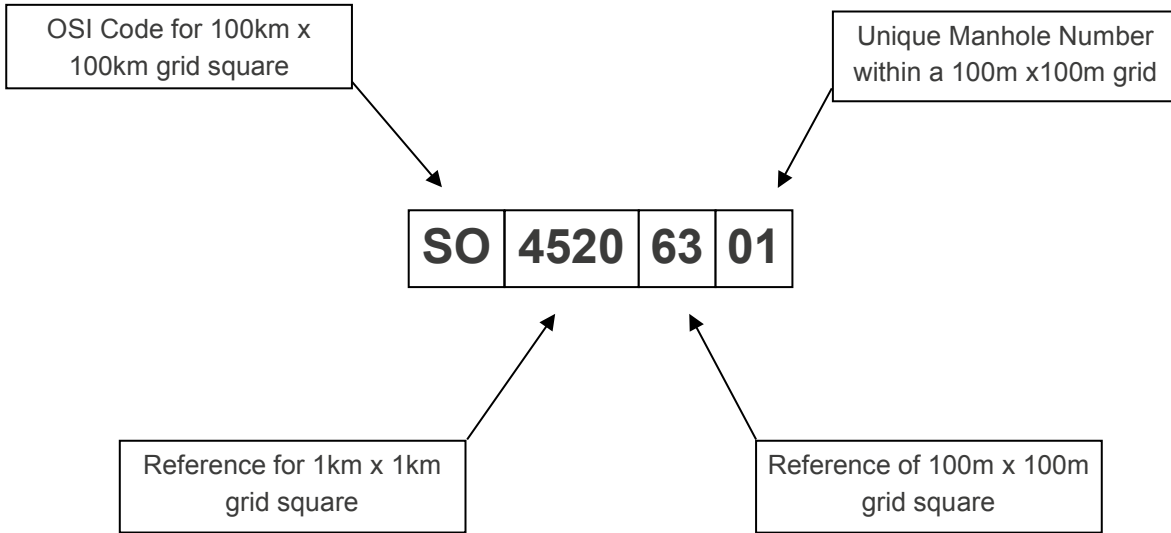 OSI Code for 100km x
100km grid square
Unique Manhole Number
within a 100m x100m grid
SO 4520 63 01
Reference for 1km x 1km
grid square
Reference of 100m x 100m
grid square